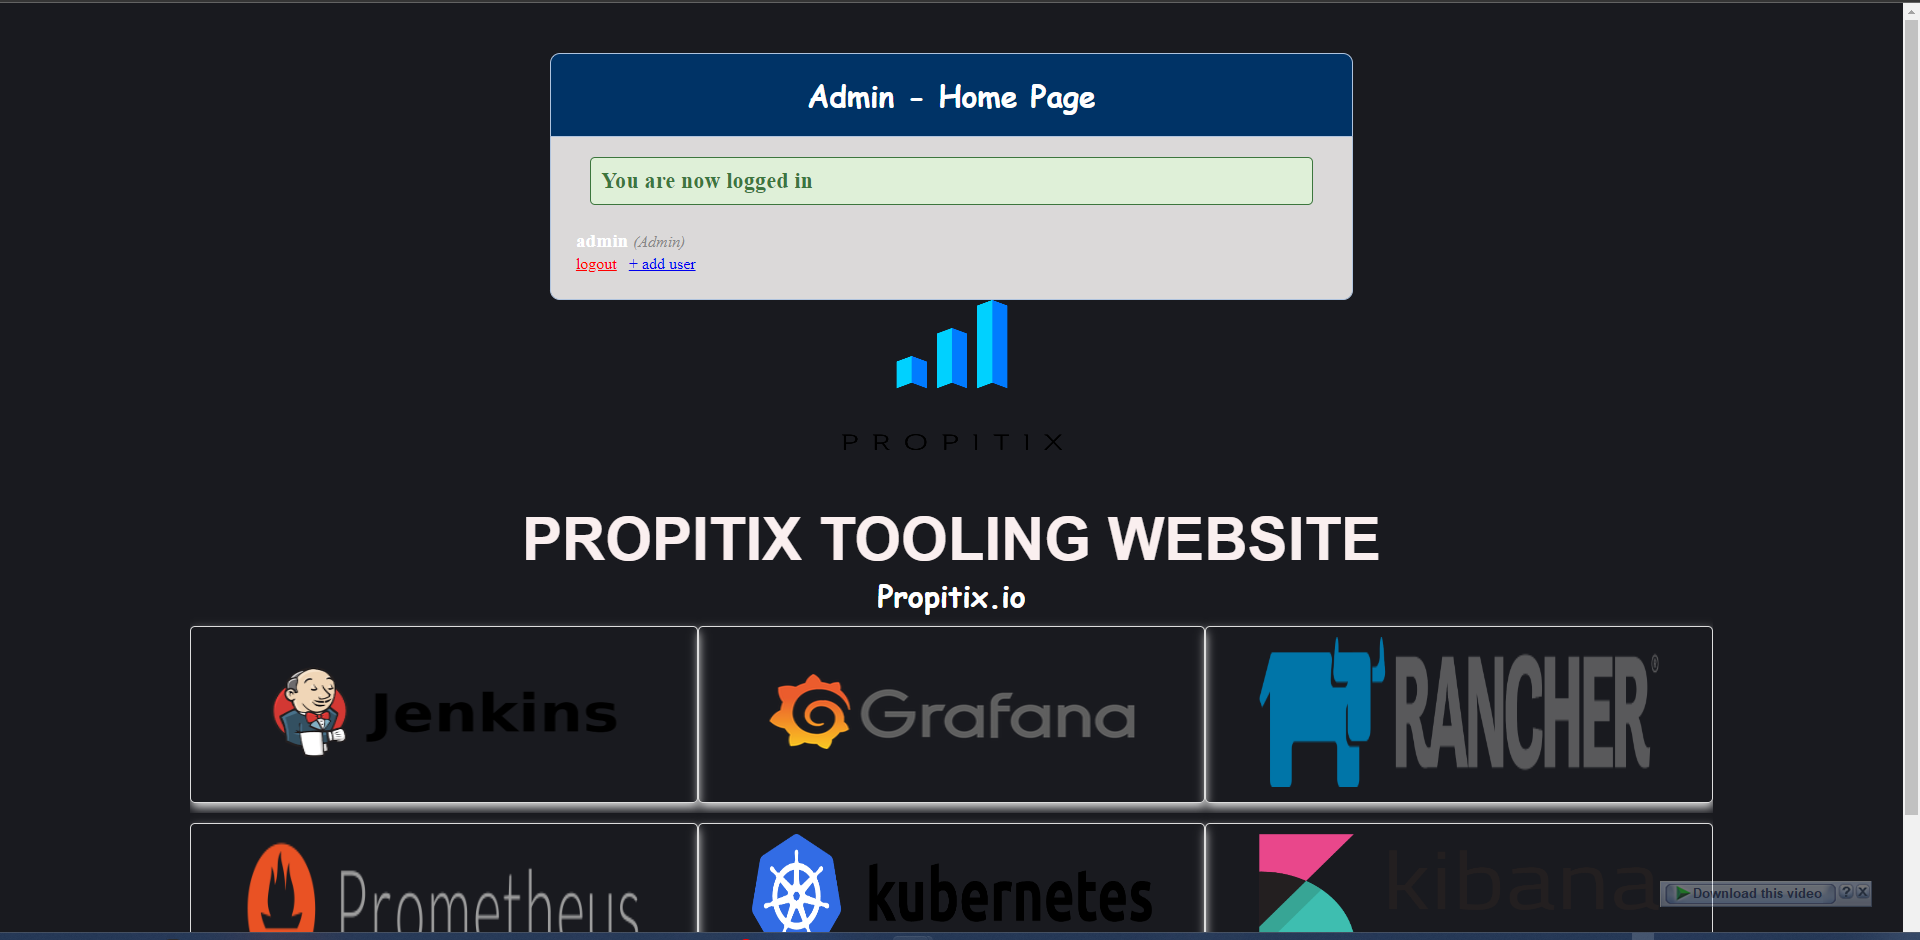 Admin - Home Page
You are now logged in
admin (Admin)
logout + add user
PROPITIX
PROPITIX TOOLING WEBSITE
Propitix.io
Jenkins
Grafana
RANCHER®
Prometheus
kubernetes
kibana
Download this video ? X